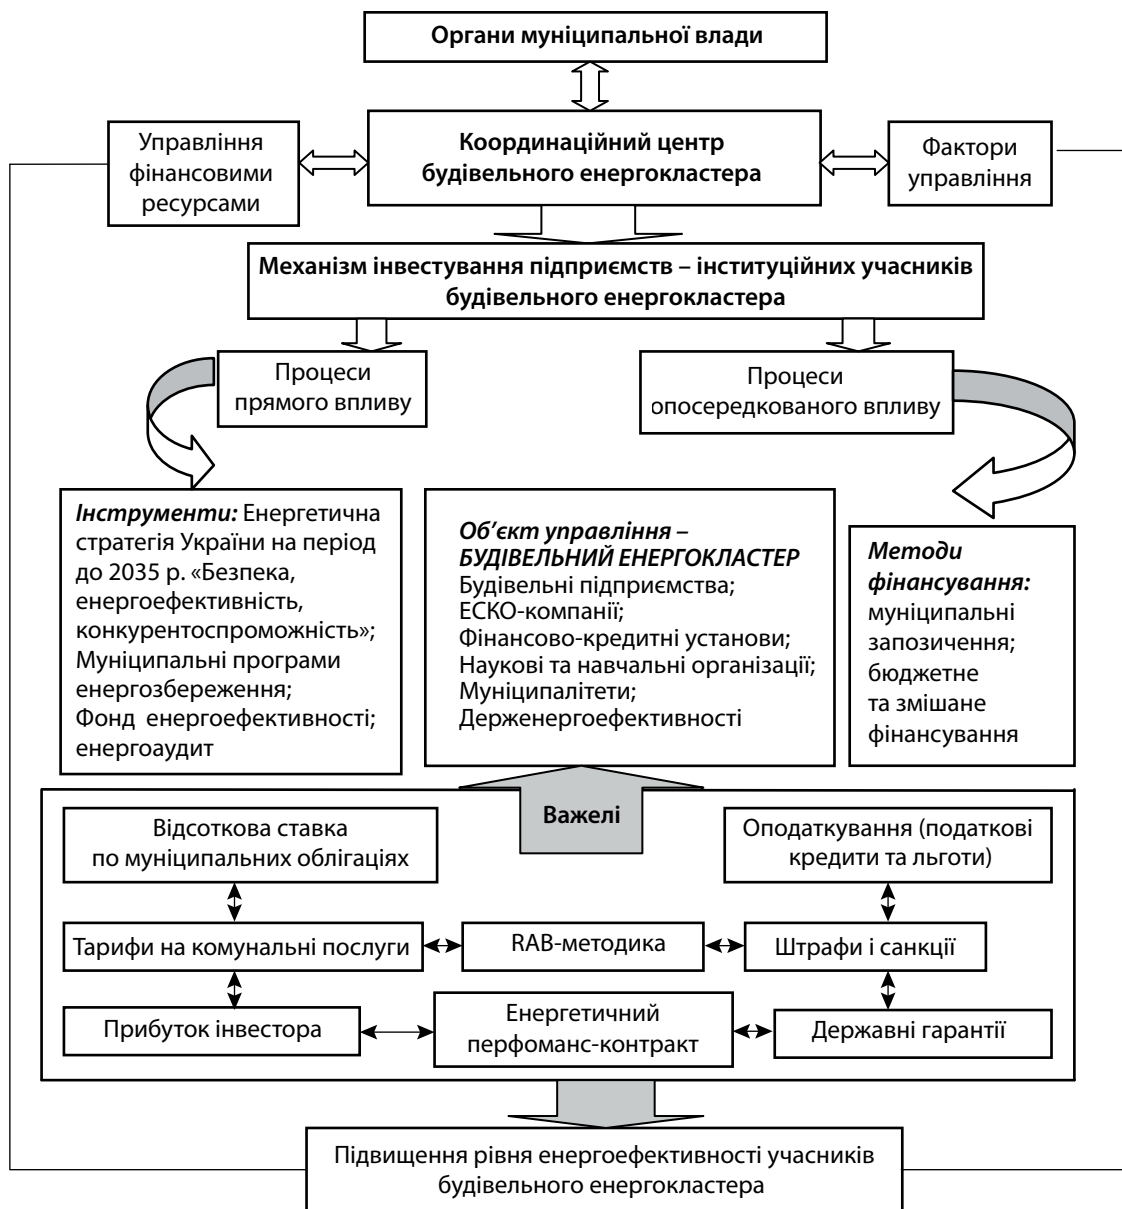 Органи муніципальної влади
Управління
фінансовими
ресурсами
Координаційний центр
будівельного енергокластера
Фактори
управління
Механізм інвестування підприємств – інституційних учасників
будівельного енергокластера
Процеси
прямого впливу
Процеси
опосередкованого впливу
Інструменти: Енергетична
стратегія України на період
до 2035 р. «Безпека,
енергоефективність,
конкурентоспроможність»;
Муніципальні програми
енергозбереження;
Фонд енергоефективності;
енергоаудит
Об’єкт управління –
БУДІВЕЛЬНИЙ ЕНЕРГОКЛАСТЕР
Будівельні підприємства;
ЕСКО-компанії;
Фінансово-кредитні установи;
Наукові та навчальні організації;
Муніципалітети;
Держенергоефективності
Методи
фінансування:
муніципальні
запозичення;
бюджетне
та змішане
фінансування
Важелі
Відсоткова ставка
по муніципальних облігаціях
Оподаткування (податкові
кредити та льготи)
Тарифи на комунальні послуги
RAB-методика
Штрафи і санкції
Прибуток інвестора
Енергетичний
перфоманс-контракт
Державні гарантії
Підвищення рівня енергоефективності учасників
будівельного енергокластера